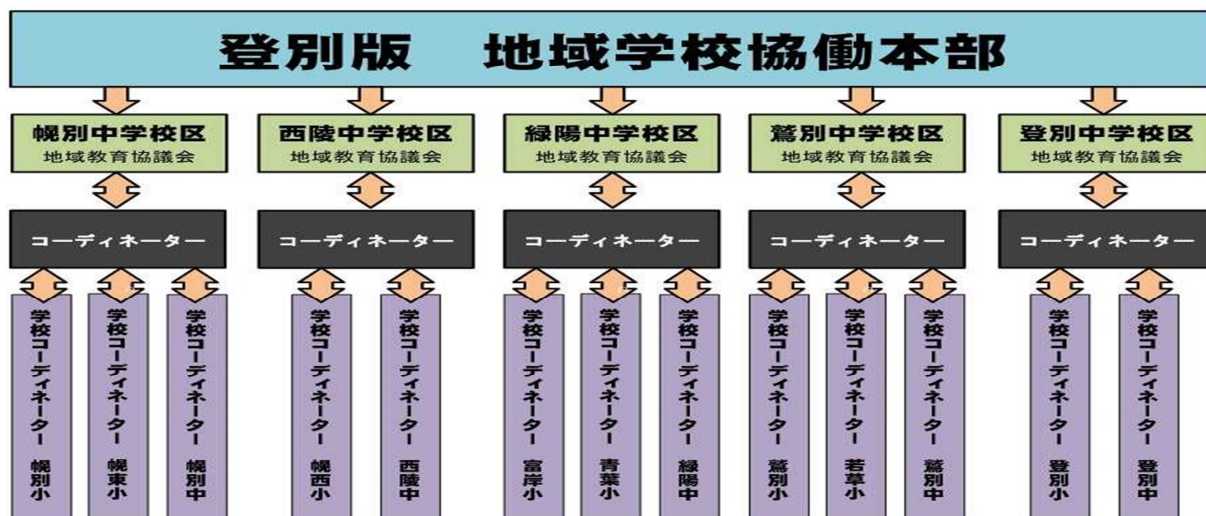 登別版　地域学校協働本部
幌別中学校区
地域教育協議会
西陵中学校区
地域教育協議会
緑陽中学校区
地域教育協議会
鷲別中学校区
地域教育協議会
登別中学校区
地域教育協議会
コーディネーター
コーディネーター
コーディネーター
コーディネーター
コーディネーター
学校コーディネーター　幌別小
学校コーディネーター　幌東小
学校コーディネーター　幌別中
学校コーディネーター　幌西小
学校コーディネーター　西陵中
学校コーディネーター　富岸小
学校コーディネーター　青葉小
学校コーディネーター　緑陽中
学校コーディネーター　鷲別小
学校コーディネーター　若草小
学校コーディネーター　鷲別中
学校コーディネーター　登別小
学校コーディネーター　登別中